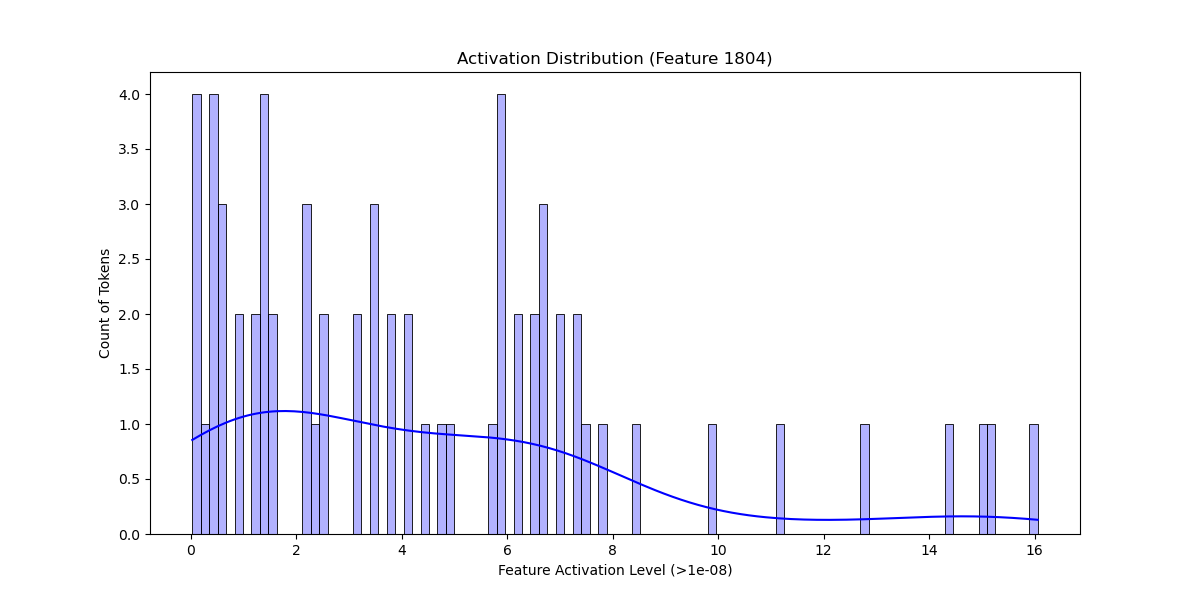 Activation Distribution (Feature 1804)
4.0
3.5
3.0
2.5
2.0
1.5
1.0
0.5
0.0
Count of Tokens
0 2 4 6 8 10 12 14 16
Feature Activation Level (>1e-08)